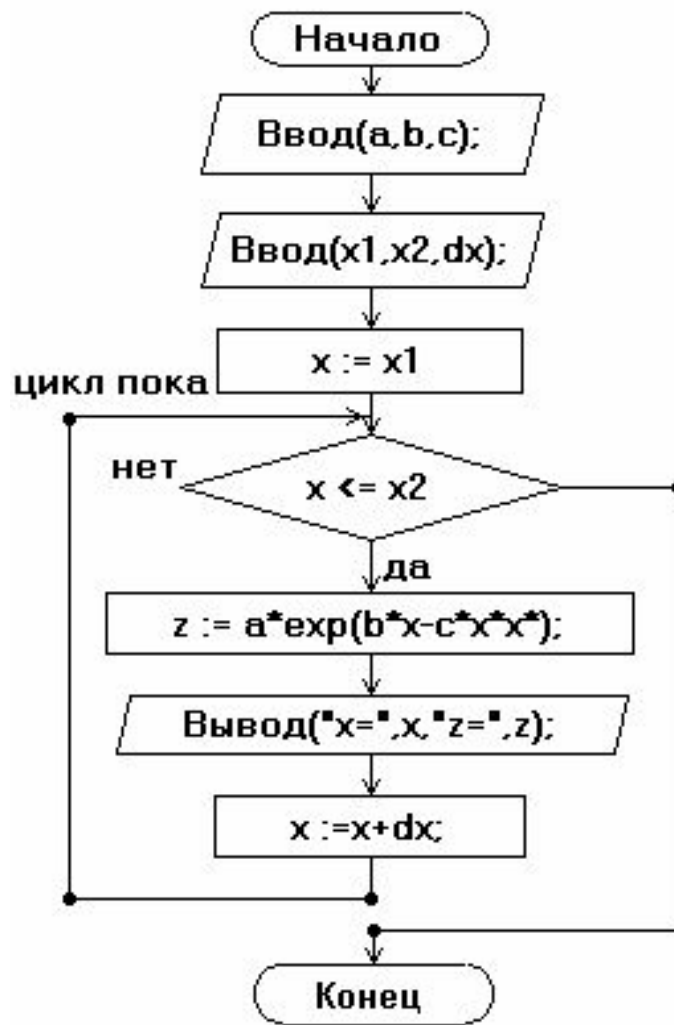 Начало
Ввод(a,b,c);
Ввод(x1,x2,dx);
x := x1
цикл пока
нет
x <= x2
да
z := a*exp(b*x-c*x*x*);
Вывод("x=",x,"z=",z);
x :=x+dx;
Конец